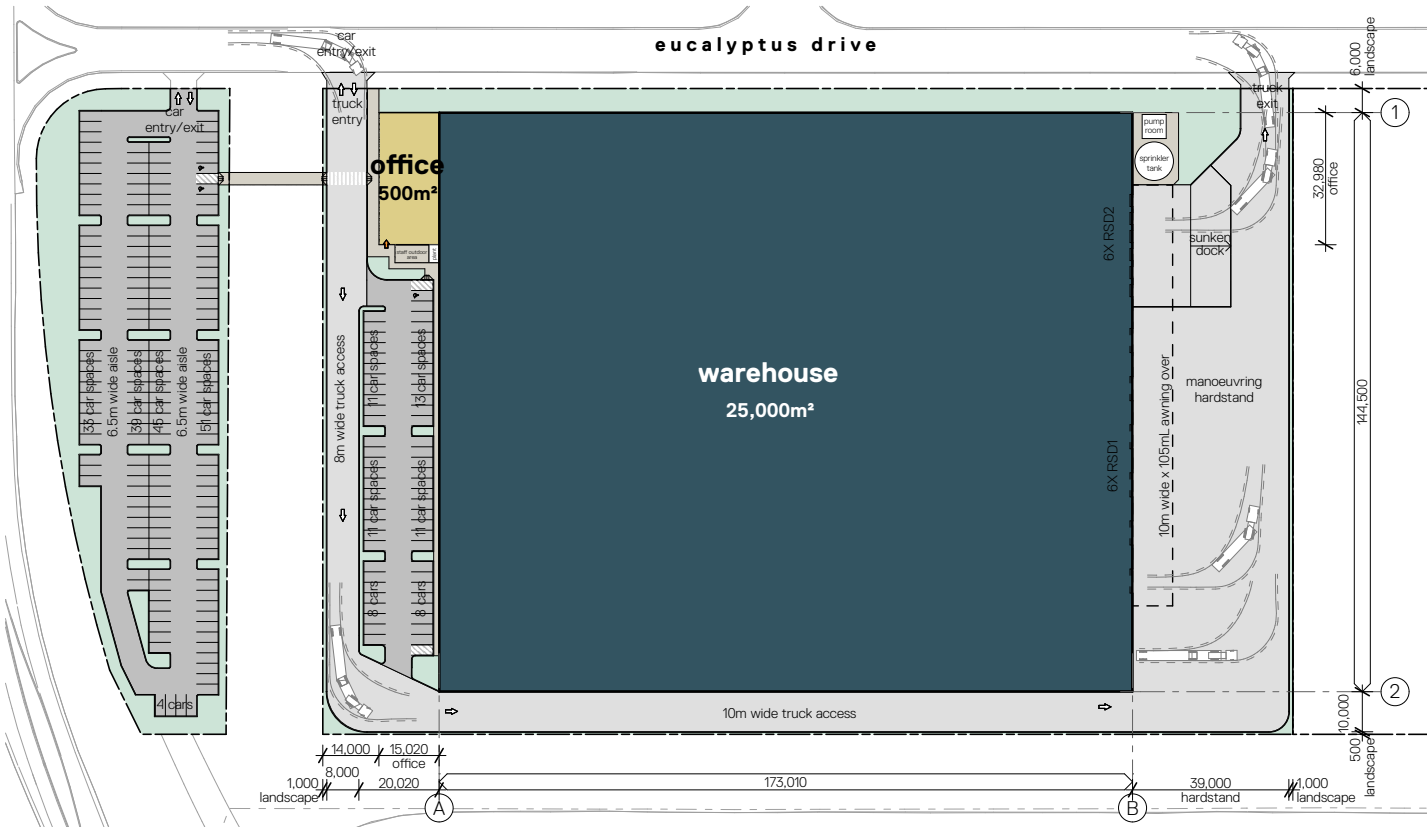 eucalyptus drive
car
entry/exit
truck
entry
car
entry/exit
truck
exit
6,000
landscape
1
office
500m²
pump
room
sprinkler
tank
32,980
office
staff outdoor
area
plant
6X RSD2
sunken
dock
33 car spaces
6.5m wide aisle
39 car spaces
45 car spaces
6.5m wide aisle
51 car spaces
8m wide truck access
11 car spaces
13 car spaces
warehouse
25,000m²
10m wide x 105mL awning over
manoeuvring
hardstand
144,500
6X RSD1
11 car spaces
11 car spaces
8 cars
8 cars
4 cars
10m wide truck access
2
10,000
500
landscape
14,000
15,020
office
8,000
1,000
landscape
20,020
173,010
39,000
hardstand
1,000
landscape
A
B